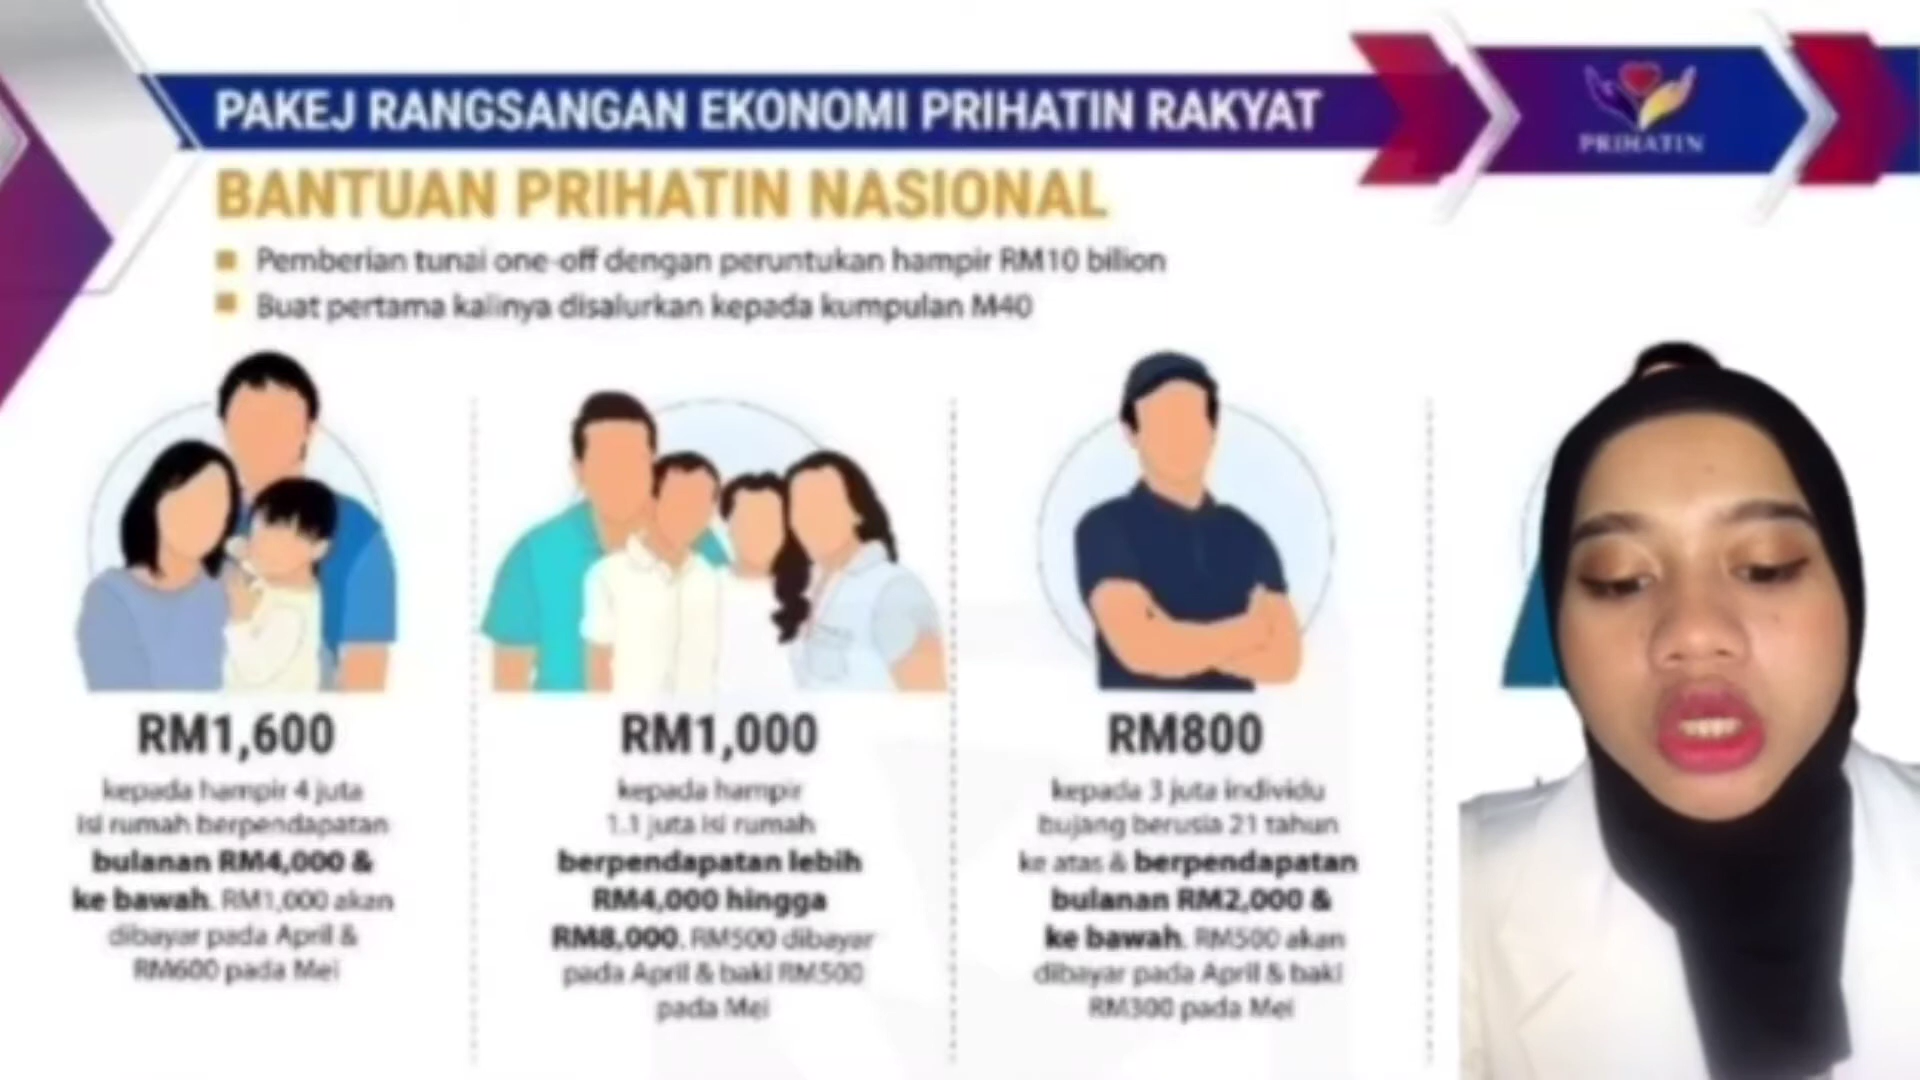 PAKEJ RANGSANGAN EKONOMI PRIHATIN RAKYAT
PRIHATIN
BANTUAN PRIHATIN NASIONAL
Pemberian tunai one-off dengan peruntukan hampir RM10 bilion
Buat pertama kalinya disalurkan kepada kumpulan M40
RM1,600
kepada hampir 4 juta
isi rumah berpendapatan
bulanan RM4,000 &
ke bawah. RM1,000 akan
dibayar pada April &
RM600 pada Mei
RM1,000
kepada hampir
1.1 juta isi rumah
berpendapatan lebih
RM4,000 hingga
RM8,000. RM500 dibayar
pada April & baki RM500
pada Mei
RM800
kepada 3 juta individu
bujang berusia 21 tahun
ke atas & berpendapatan
bulanan RM2,000 &
ke bawah. RM500 akan
dibayar pada April & baki
RM300 pada Mei